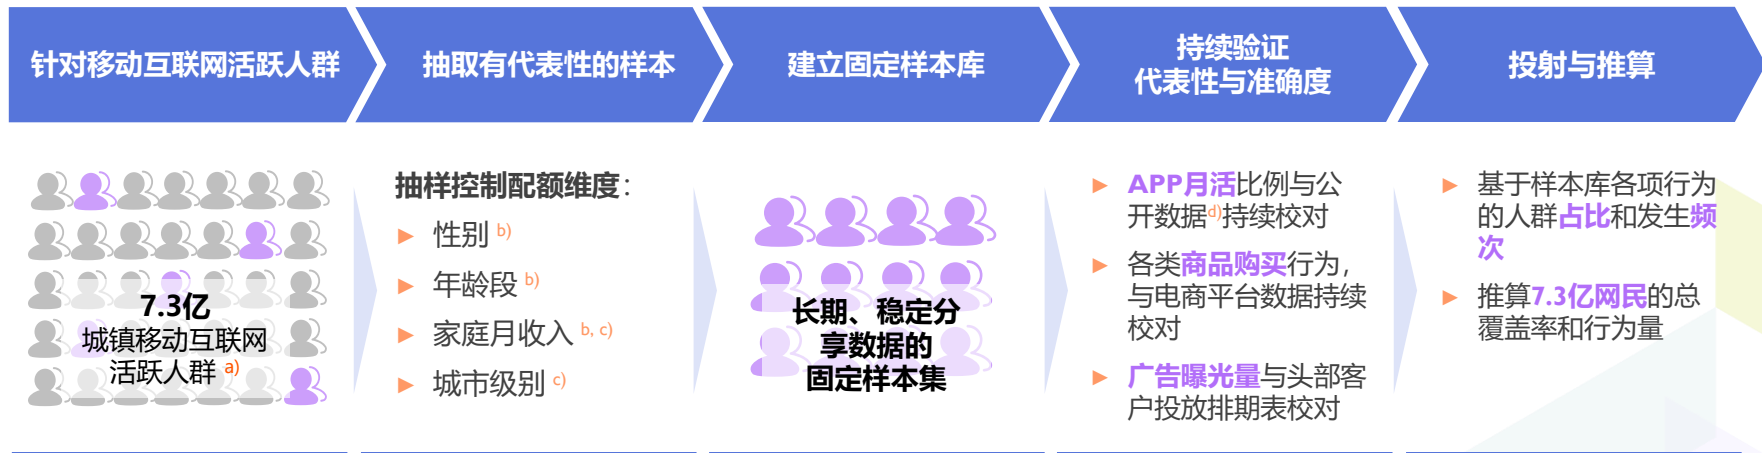 针对移动互联网活跃人群
抽取有代表性的样本
建立固定样本库
持续验证
代表性与准确度
投射与推算
7.3亿
城镇移动互联网
活跃人群 a)
抽样控制配额维度：
► 性别 b)
► 年龄段 b)
► 家庭月收入 b, c)
► 城市级别 c)
长期、稳定分
享数据的
固定样本集
► APP月活比例与公
开数据d)持续校对
► 各类商品购买行为，
与电商平台数据持续
校对
► 广告曝光量与头部客
户投放排期表校对
► 基于样本库各项行为
的人群占比和发生频
次
► 推算7.3亿网民的总
覆盖率和行为量